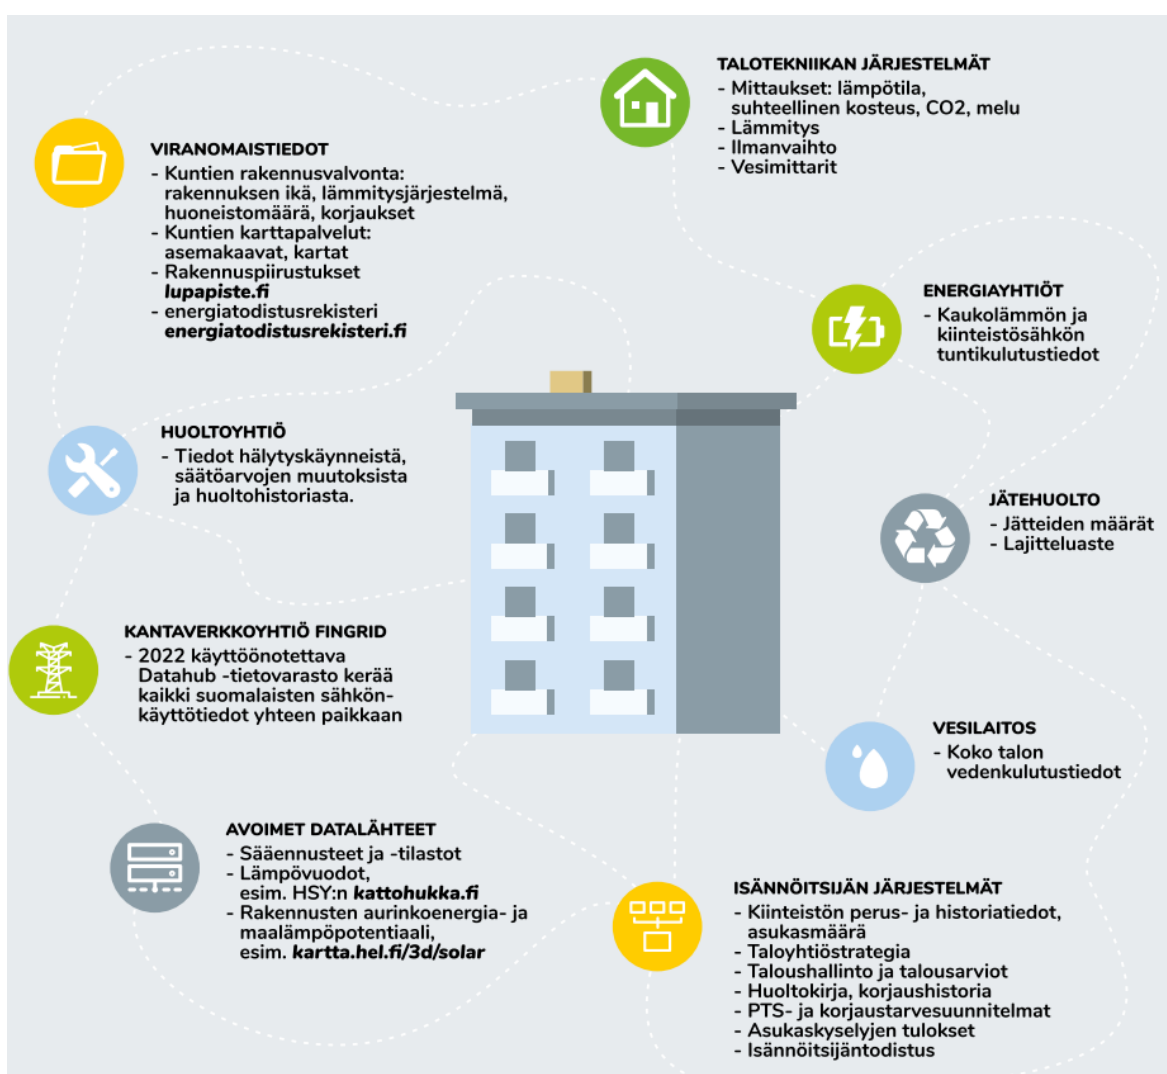 TALOTEKNIIKAN JÄRJESTELMÄT
- Mittaukset: lämpötila,
suhteellinen kosteus, CO2, melu
- Lämmitys
- Ilmanvaihto
- Vesimittarit
VIRANOMAISTIEDOT
- Kuntien rakennusvalvonta:
rakennuksen ikä, lämmitysjärjestelmä,
huoneistomäärä, korjaukset
- Kuntien karttapalvelut:
asemakaavat, kartat
- Rakennuspiirustukset
lupapiste.fi
- energiatodistusrekisteri
energiatodistusrekisteri.fi
ENERGIAYHTIÖT
- Kaukolämmön ja
kiinteistösähkön
tuntikulutustiedot
HUOLTOYHTIÖ
- Tiedot hälytyskäynneistä,
säätöarvojen muutoksista
ja huoltohistoriasta.
JÄTEHUOLTO
- Jätteiden määrät
- Lajitteluaste
KANTAVERKKOYHTIÖ FINGRID
- 2022 käyttöönotettava
Datahub -tietovarasto kerää
kaikki suomalaisten sähkön-
käyttötiedot yhteen paikkaan
VESILAITOS
- Koko talon
vedenkulutustiedot
AVOIMET DATALÄHTEET
- Sääennusteet ja -tilastot
- Lämpövuodot,
esim. HSY:n kattohukka.fi
- Rakennusten aurinkoenergia- ja
maalämpöpotentiaali,
esim. kartta.hel.fi/3d/solar
ISÄNNÖITSIJÄN JÄRJESTELMÄT
- Kiinteistön perus- ja historiatiedot,
asukasmäärä
- Taloyhtiöstrategia
- Taloushallinto ja talousarviot
- Huoltokirja, korjaushistoria
- PTS- ja korjaustarvesuunnitelmat
- Asukaskyselyjen tulokset
- Isännöitsijäntodistus